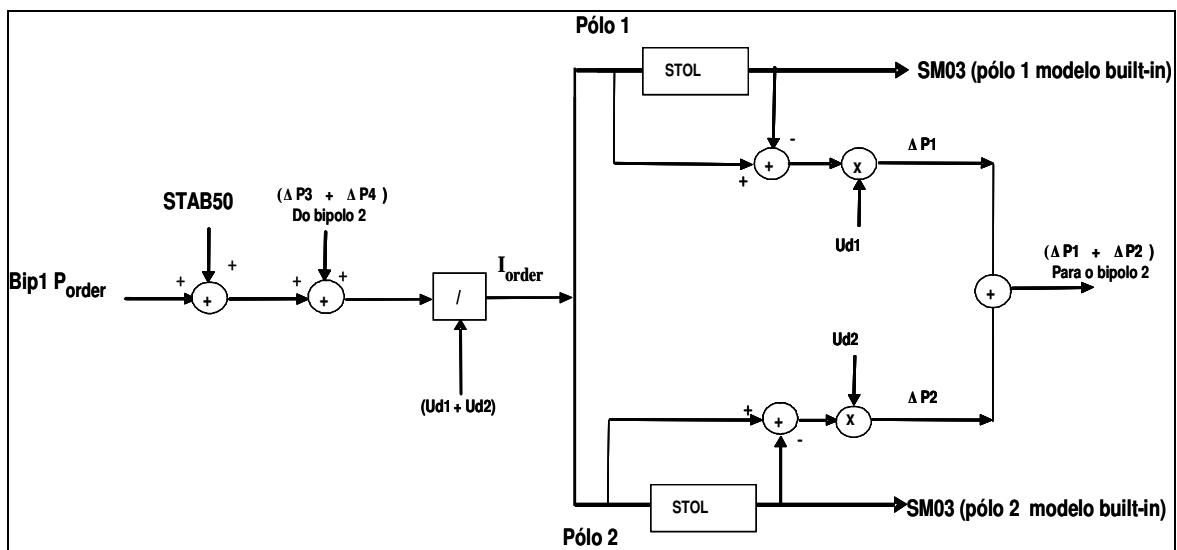 Pólo 1
STOL
SM03 (pólo 1 modelo built-in)
-
+
+
x
Δ P1
Ud1
STAB50
(Δ P3 + Δ P4 )
Do bipolo 2
Bip1 Porder
+
+
+
+
+
+
/
Iorder
(Ud1 + Ud2)
+
(Δ P1 + Δ P2 )
Para o bipolo 2
Ud2
+
+
-
x
Δ P2
STOL
SM03 (pólo 2 modelo built-in)
Pólo 2